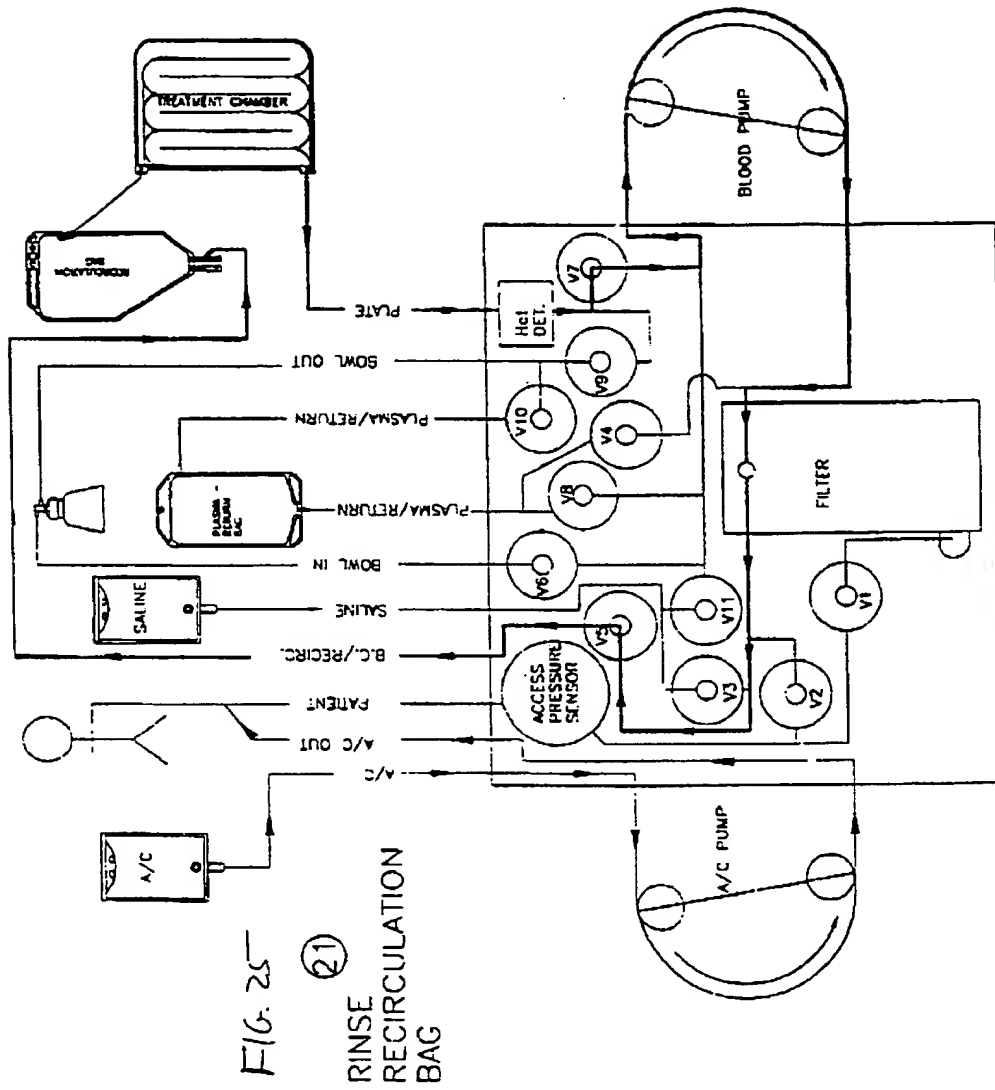 FIG. 25
21
RINSE
RECIRCULATION
BAG
A/C
SALINE
PLASMA-
RETURN
BAG
RECIRCULATION
BAG
TREATMENT CHAMBER
A/C
A/C OUT
PATIENT
B.C./RECIRC.
SALINE
BOWL IN
PLASMA/RETURN
PLASMA/RETURN
BOWL OUT
PLATE
ACCESS
PRESSURE
SENSOR
V5
V6
V8
V10
V4
V9
Hct
DET.
V7
V3
V11
V2
V1
FILTER
A/C PUMP
BLOOD PUMP